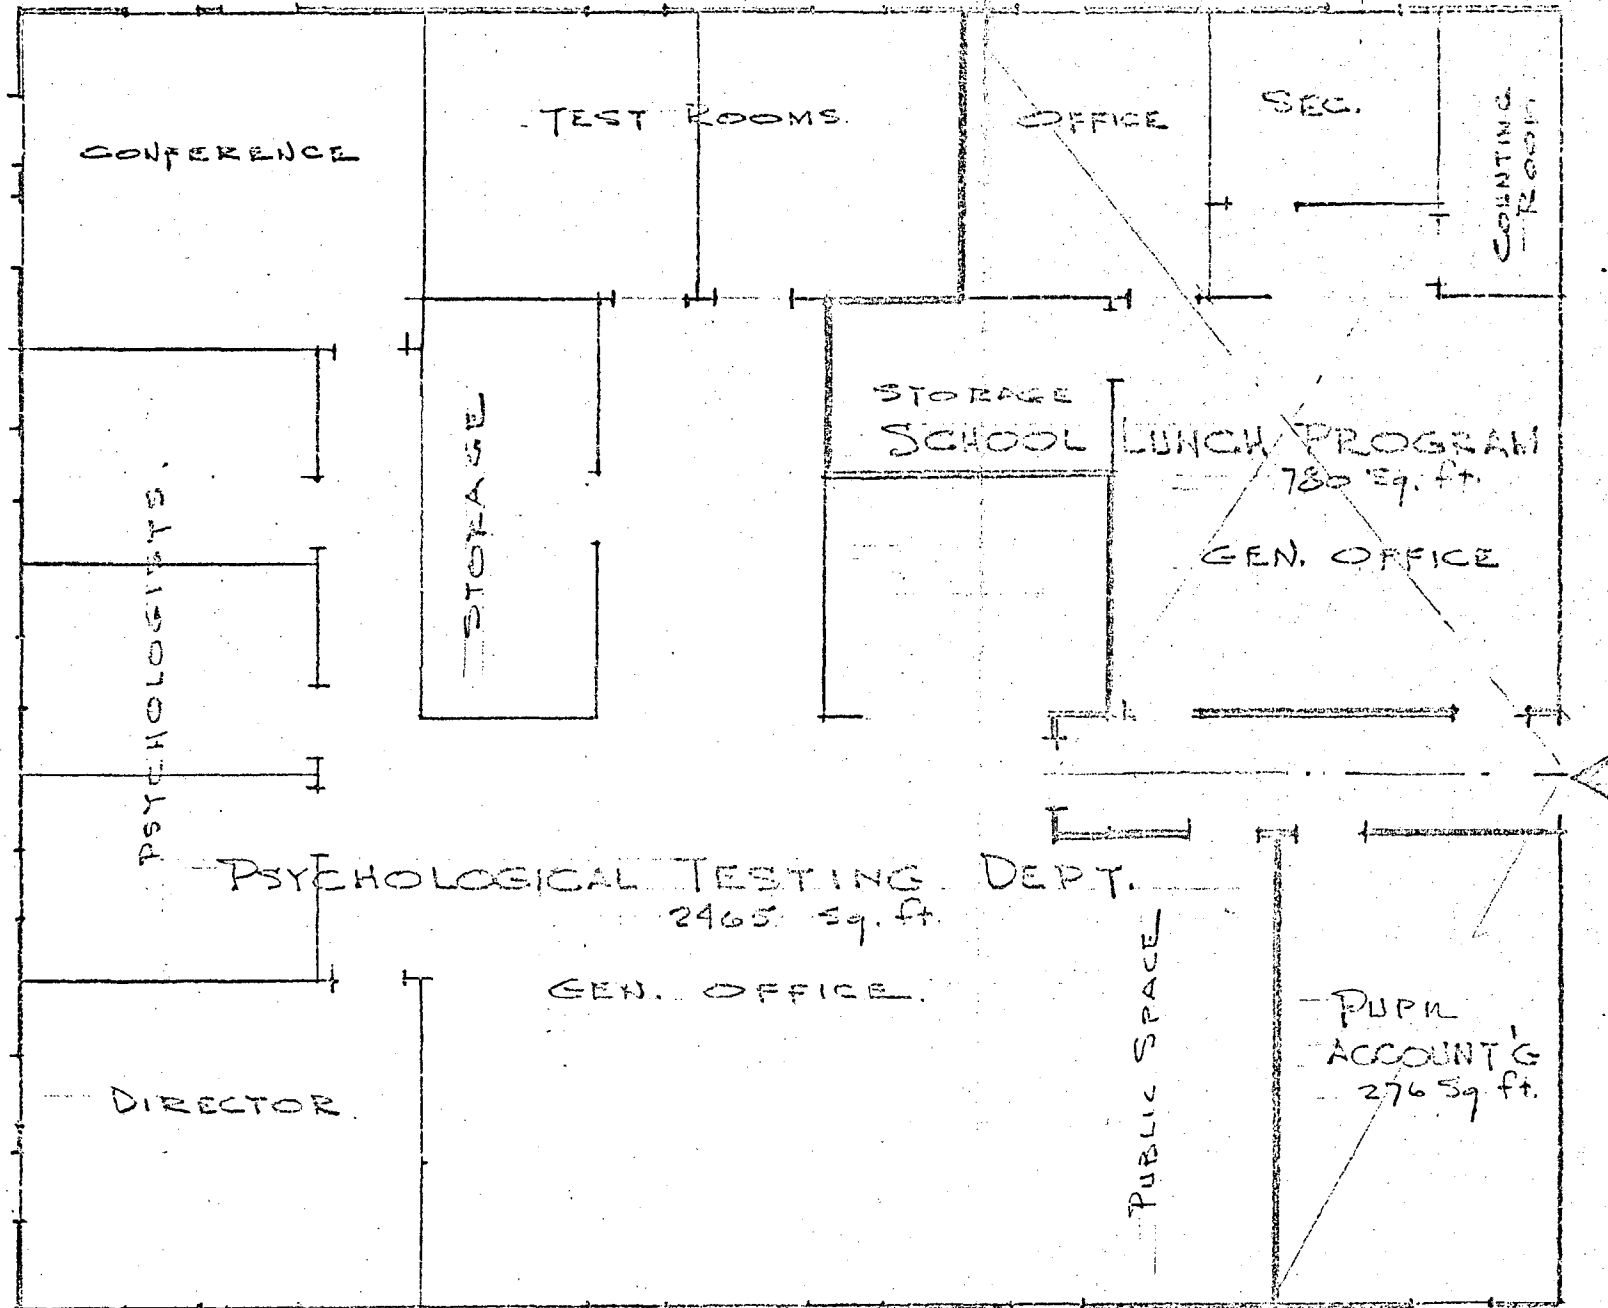 CONFERENCE
TEST ROOMS
OFFICE
SEC.
COUNTING
ROOM
STORAGE
STORAGE
SCHOOL LUNCH PROGRAM
780 Sq. ft.
GEN. OFFICE
PSYCHOLOGISTS.
PSYCHOLOGICAL TESTING DEPT.
2465 Sq. ft.
GEN. OFFICE.
PUBLIC SPACE
PUPIL
ACCOUNT'G
276 Sq ft.
DIRECTOR.